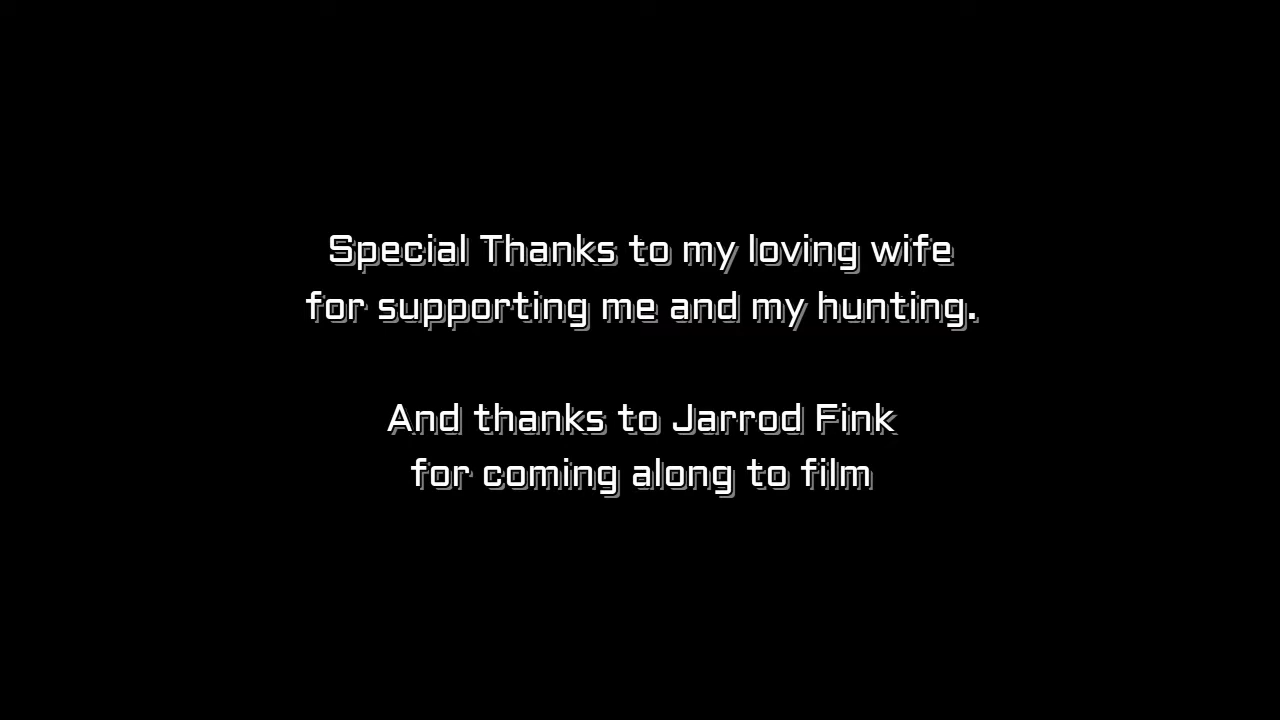 Special Thanks to my loving wife
for supporting me and my hunting.
And thanks to Jarrod Fink
for coming along to film